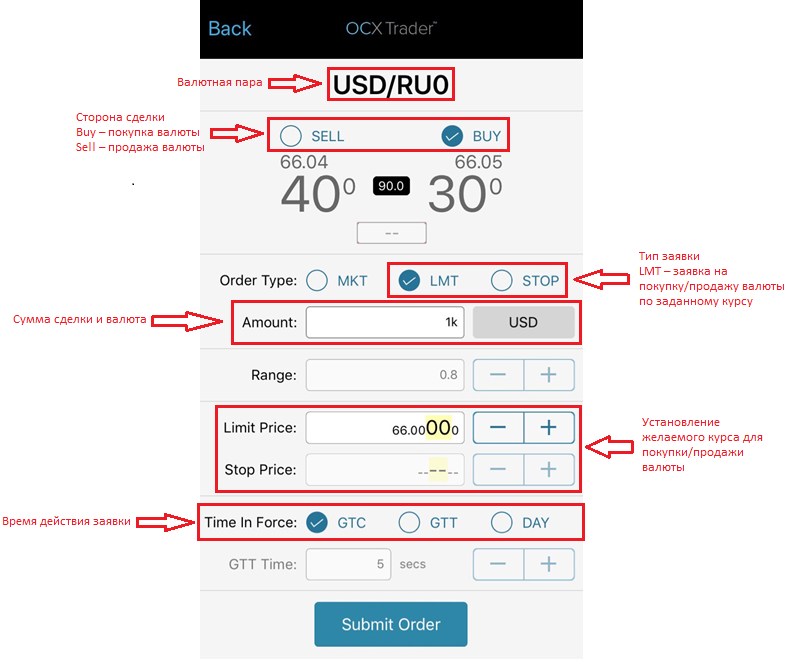 Back
OCX Trader™
Валютная пара
USD/RU0
Сторона сделки
Buy – покупка валюты
Sell – продажа валюты
SELL
BUY
66.04
66.05
40⁰
90.0
30⁰
--
Order Type:
MKT
LMT
STOP
Тип заявки
LMT – заявка на
покупку/продажу валюты
по заданному курсу
Сумма сделки и валюта
Amount:
1k
USD
Range:
0.8
− +
Limit Price:
66.00000
− +
Установление
желаемого курса для
покупки/продажи
валюты
Stop Price:
------
− +
Время действия заявки
Time In Force:
GTC
GTT
DAY
GTT Time:
5
secs
− +
Submit Order